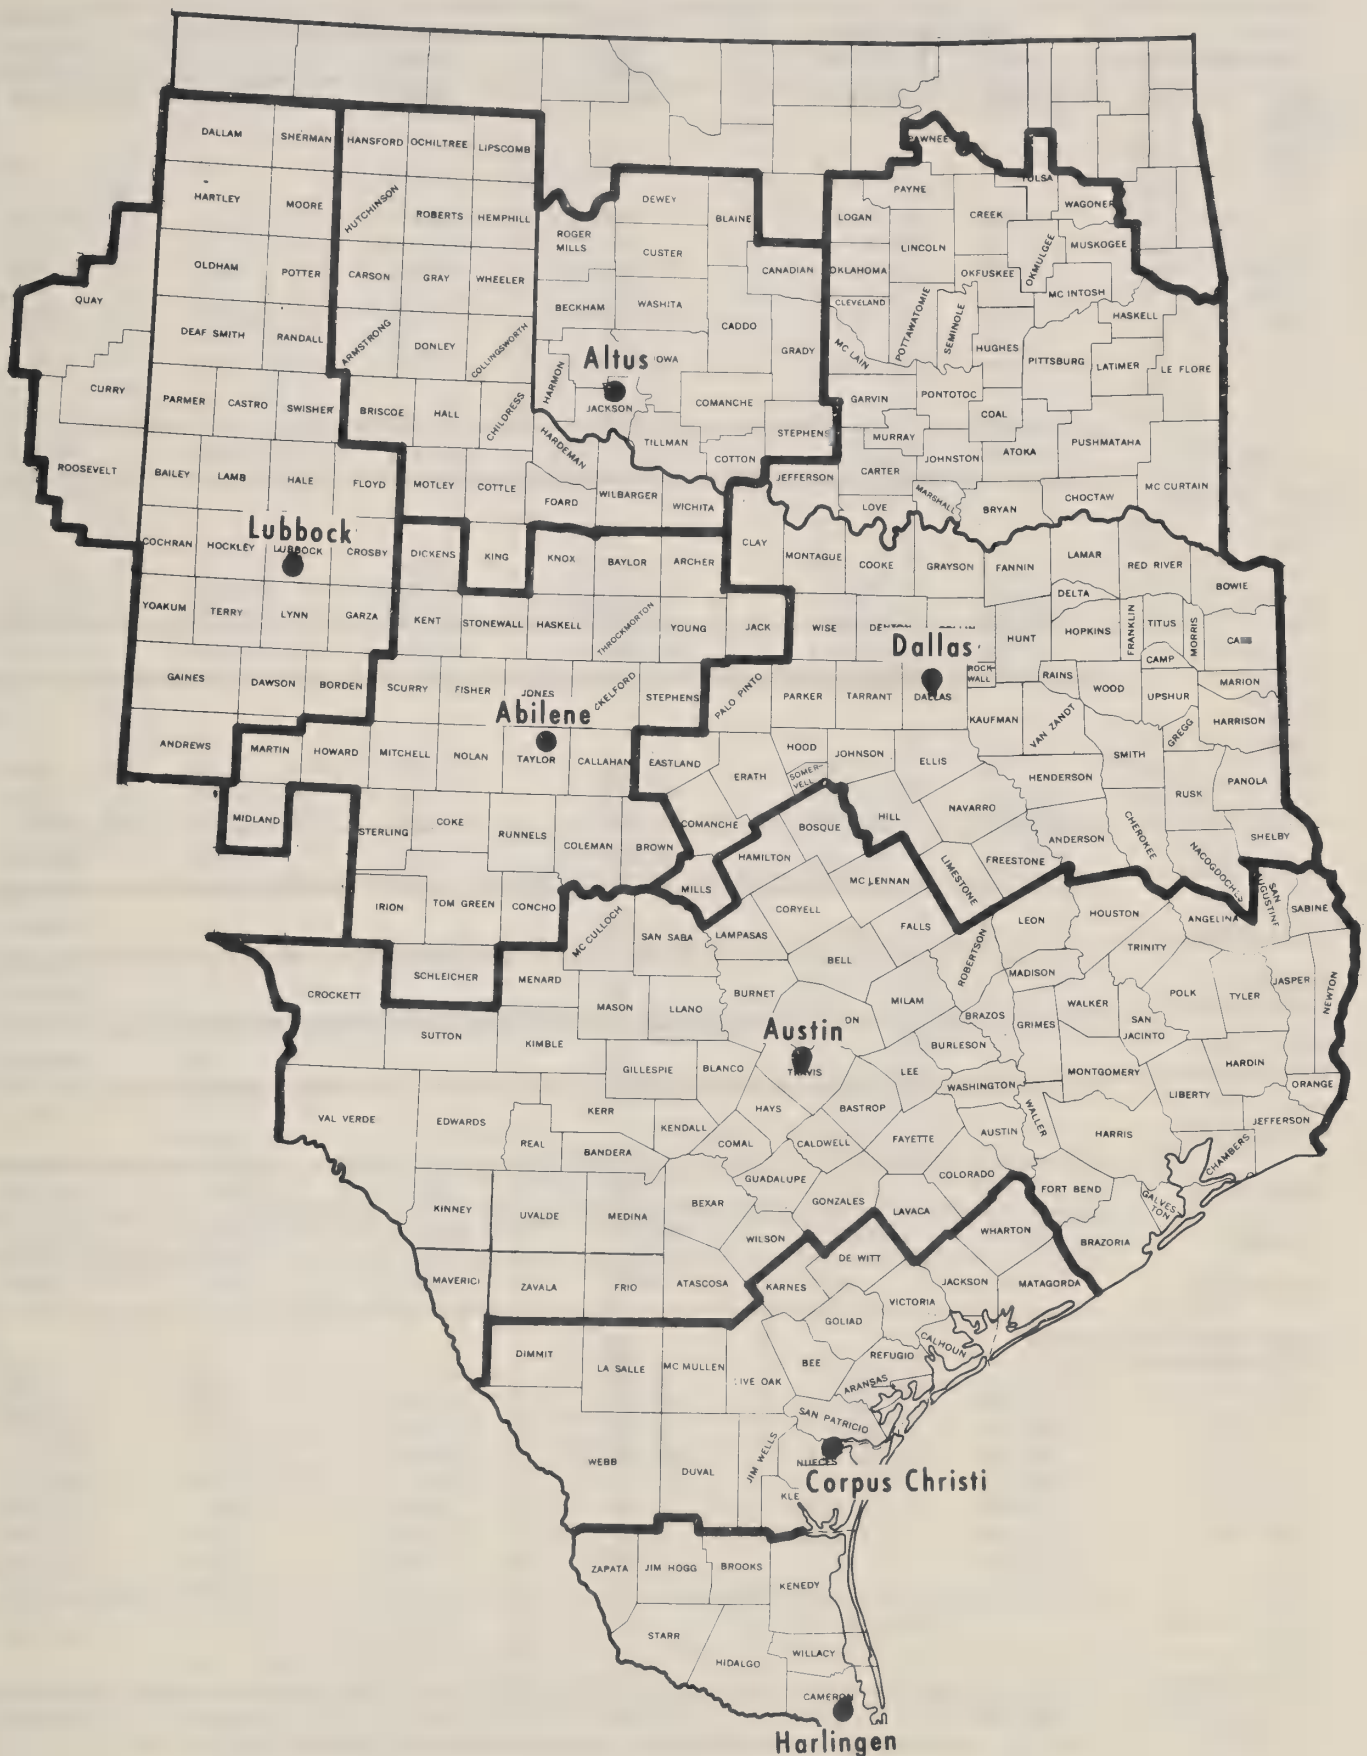 PAWNEE
DALLAM
SHERMAN
HANSFORD
OCHILTREE
LIPSCOMB
TULSA
HARTLEY
MOORE
HUTCHINSON
ROBERTS
HEMPHILL
ROGER
MILLS
DEWEY
BLAINE
LOGAN
PAYNE
CREEK
WAGONER
CUSTER
LINCOLN
OKMULGEE
MUSKOGEE
OLDHAM
POTTER
CARSON
GRAY
WHEELER
CANADIAN
OKLAHOMA
OKFUSKEE
MC INTOSH
QUAY
BECKHAM
WASHITA
CLEVELAND
POTTAWATOMIE
SEMINOLE
HASKELL
DEAF SMITH
RANDALL
ARMSTRONG
DONLEY
COLLINGSWORTH
CADDO
GRADY
MC LAIN
HUGHES
PITTSBURG
LATIMER
LE FLORE
Altus
IOWA
CURRY
PARMER
CASTRO
SWISHER
BRISCOE
HALL
CHILDRESS
HARMON
JACKSON
COMANCHE
GARVIN
PONTOTOC
COAL
STEPHENS
TILLMAN
COTTON
MURRAY
JOHNSTON
ATOKA
PUSHMATAHA
ROOSEVELT
BAILEY
LAMB
HALE
FLOYD
MOTLEY
COTTLE
HARDEMAN
FOARD
WILBARGER
WICHITA
JEFFERSON
CARTER
LOVE
MARSHALL
BRYAN
CHOCTAW
MC CURTAIN
Lubbock
COCHRAN
HOCKLEY
LUBBOCK
CROSBY
DICKENS
KING
KNOX
BAYLOR
ARCHER
CLAY
MONTAGUE
COOKE
GRAYSON
FANNIN
LAMAR
RED RIVER
BOWIE
YOAKUM
TERRY
LYNN
GARZA
KENT
STONEWALL
HASKELL
THROCKMORTON
YOUNG
JACK
WISE
HUNT
DELTA
HOPKINS
FRANKLIN
TITUS
MORRIS
CAMP
Dallas
ROCK
WALL
RAINS
WOOD
UPSHUR
MARION
HARRISON
GAINES
DAWSON
BORDEN
SCURRY
FISHER
JONES
CKELFORD
STEPHENS
PALO PINTO
PARKER
TARRANT
DALLAS
KAUFMAN
VAN ZANDT
GREGG
Abilene
ANDREWS
MARTIN
HOWARD
MITCHELL
NOLAN
TAYLOR
CALLAHAN
EASTLAND
ERATH
HOOD
SOMER-
VELL
JOHNSON
ELLIS
HENDERSON
SMITH
RUSK
PANOLA
MIDLAND
STERLING
COKE
RUNNELS
COLEMAN
BROWN
COMANCHE
BOSQUE
HILL
NAVARRO
ANDERSON
CHEROKEE
SHELBY
NACOGDOCHES
HAMILTON
LIMESTONE
FREESTONE
IRION
TOM GREEN
CONCHO
MC CULLOCH
MILLS
CORYELL
MC LENNAN
FALLS
LEON
HOUSTON
ANGELINA
SAN
AUGUSTINE
SABINE
SAN SABA
LAMPASAS
BELL
ROBERTSON
MADISON
TRINITY
CROCKETT
SCHLEICHER
MENARD
MASON
LLANO
BURNET
MILAM
BRAZOS
GRIMES
WALKER
SAN
JACINTO
POLK
TYLER
JASPER
NEWTON
SUTTON
KIMBLE
Austin
ON
TRAVIS
BURLESON
GILLESPIE
BLANCO
LEE
WASHINGTON
MONTGOMERY
LIBERTY
HARDIN
ORANGE
VAL VERDE
EDWARDS
REAL
KERR
BANDERA
KENDALL
HAYS
COMAL
CALDWELL
BASTROP
FAYETTE
AUSTIN
WALLER
HARRIS
CHAMBERS
JEFFERSON
KINNEY
UVALDE
MEDINA
BEXAR
GUADALUPE
GONZALES
COLORADO
LAVACA
FORT BEND
GALVES-
TON
BRAZORIA
WILSON
DE WITT
WHARTON
MAVERICI
ZAVALA
FRIO
ATASCOSA
KARNES
JACKSON
MATAGORDA
VICTORIA
GOLIAD
CALHOUN
DIMMIT
LA SALLE
MC MULLEN
IVE OAK
BEE
REFUGIO
ARANSAS
SAN PATRICIO
WEBB
DUVAL
JIM WELLS
NUECES
Corpus Christi
KLE
ZAPATA
JIM HOGG
BROOKS
KENEDY
STARR
HIDALGO
WILLACY
CAMERON
Harlingen